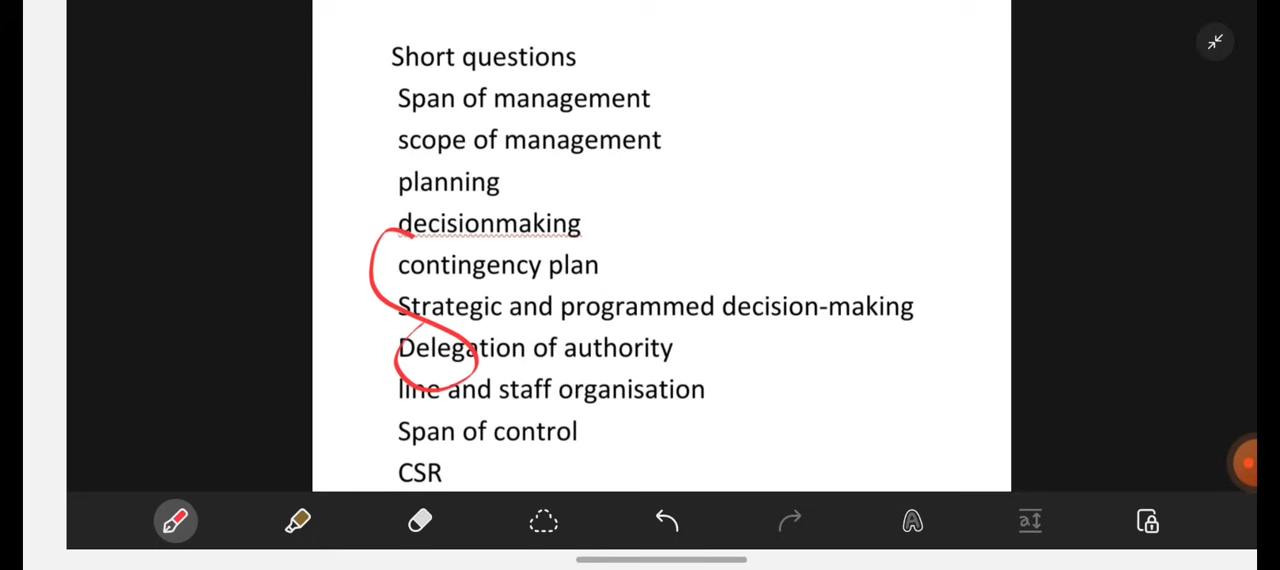 Short questions
Span of management
scope of management
planning
decisionmaking
contingency plan
Strategic and programmed decision-making
Delegation of authority
line and staff organisation
Span of control
CSR